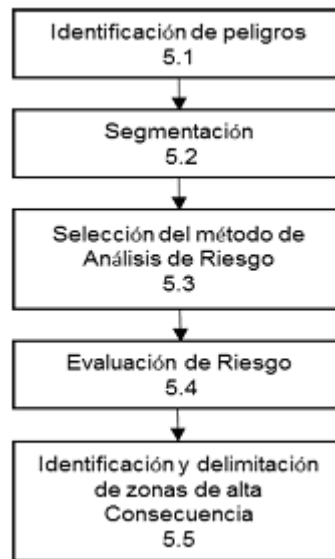 Identificación de peligros
5.1
Segmentación
5.2
Selección del método de
Análisis de Riesgo
5.3
Evaluación de Riesgo
5.4
Identificación y delimitación
de zonas de alta
Consecuencia
5.5